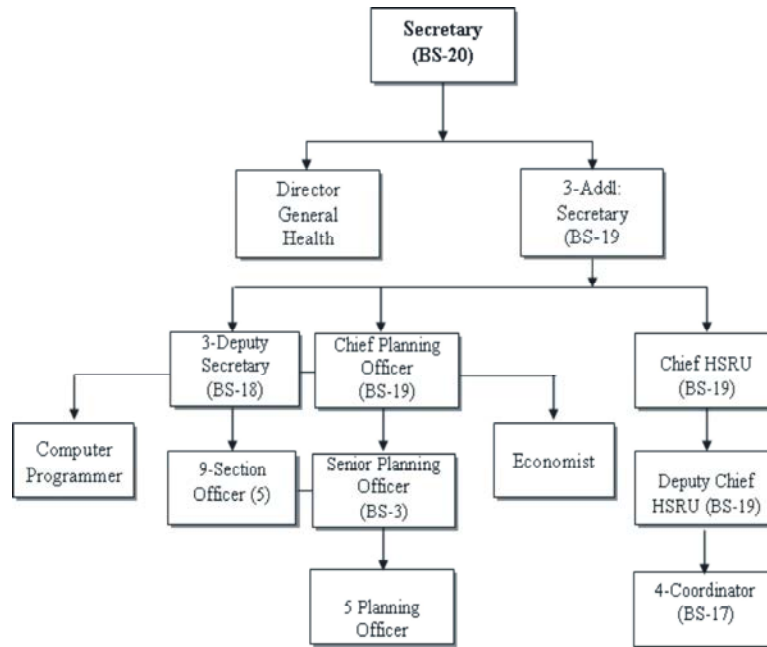 Secretary
(BS-20)
Director
General
Health
3-Addl:
Secretary
(BS-19
3-Deputy
Secretary
(BS-18)
Chief Planning
Officer
(BS-19)
Chief HSRU
(BS-19)
Computer
Programmer
9-Section
Officer (5)
Senior Planning
Officer
(BS-3)
Economist
Deputy Chief
HSRU (BS-19)
5 Planning
Officer
4-Coordinator
(BS-17)